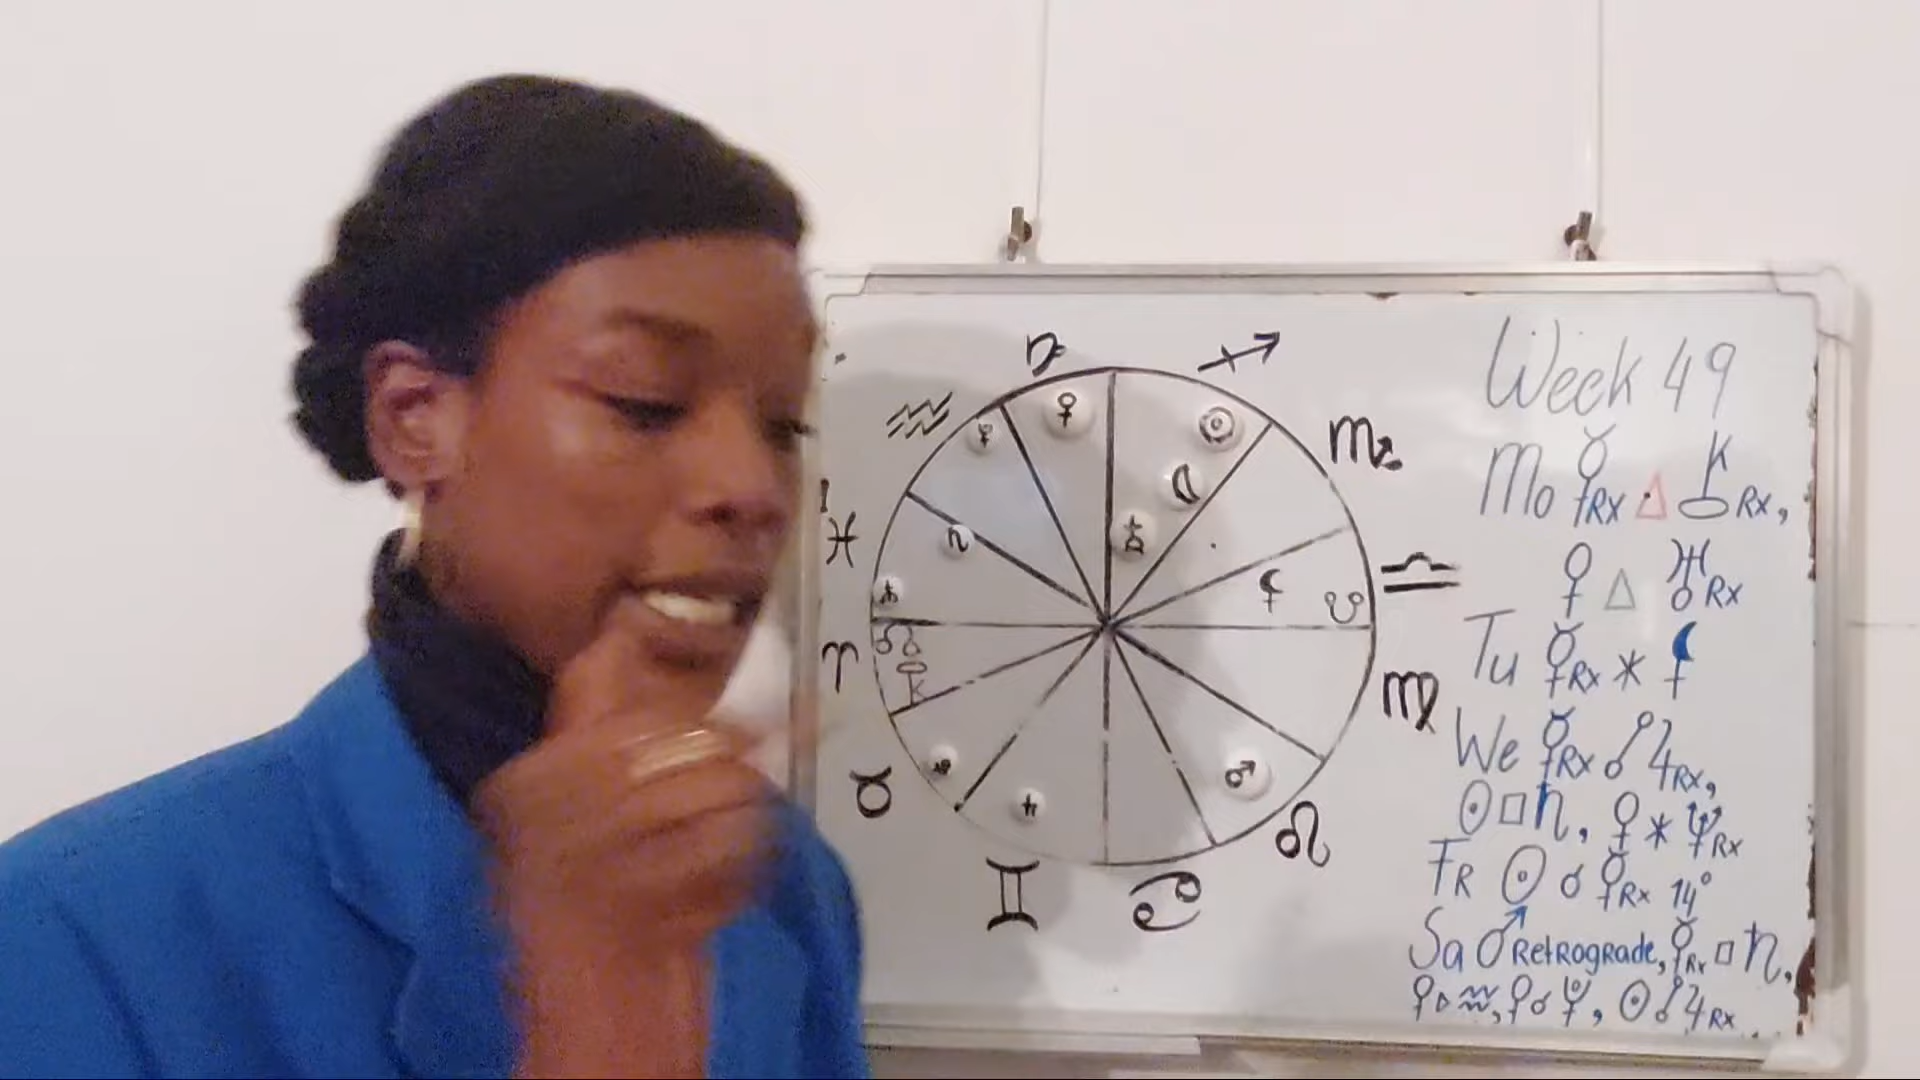 Week 49
Mo ☿Rx △ ⚷Rx,
♀ △ ♅Rx
Tu ☿Rx ⚹ ⚸
We ☿Rx ☍ ♃Rx,
☉ □ ♄, ♀ ⚹ ♆Rx
FR ☉ ☌ ☿Rx 14°
Sa ♂ RetRogRade, ☿Rx □ ♄,
♀ ▷ ♒, ♀ ☌ ♇, ☉ ☍ ♃Rx
♑ ♐
♒ ♏
♓ ♎
♈ ♍
♉ ♌
♊ ♋